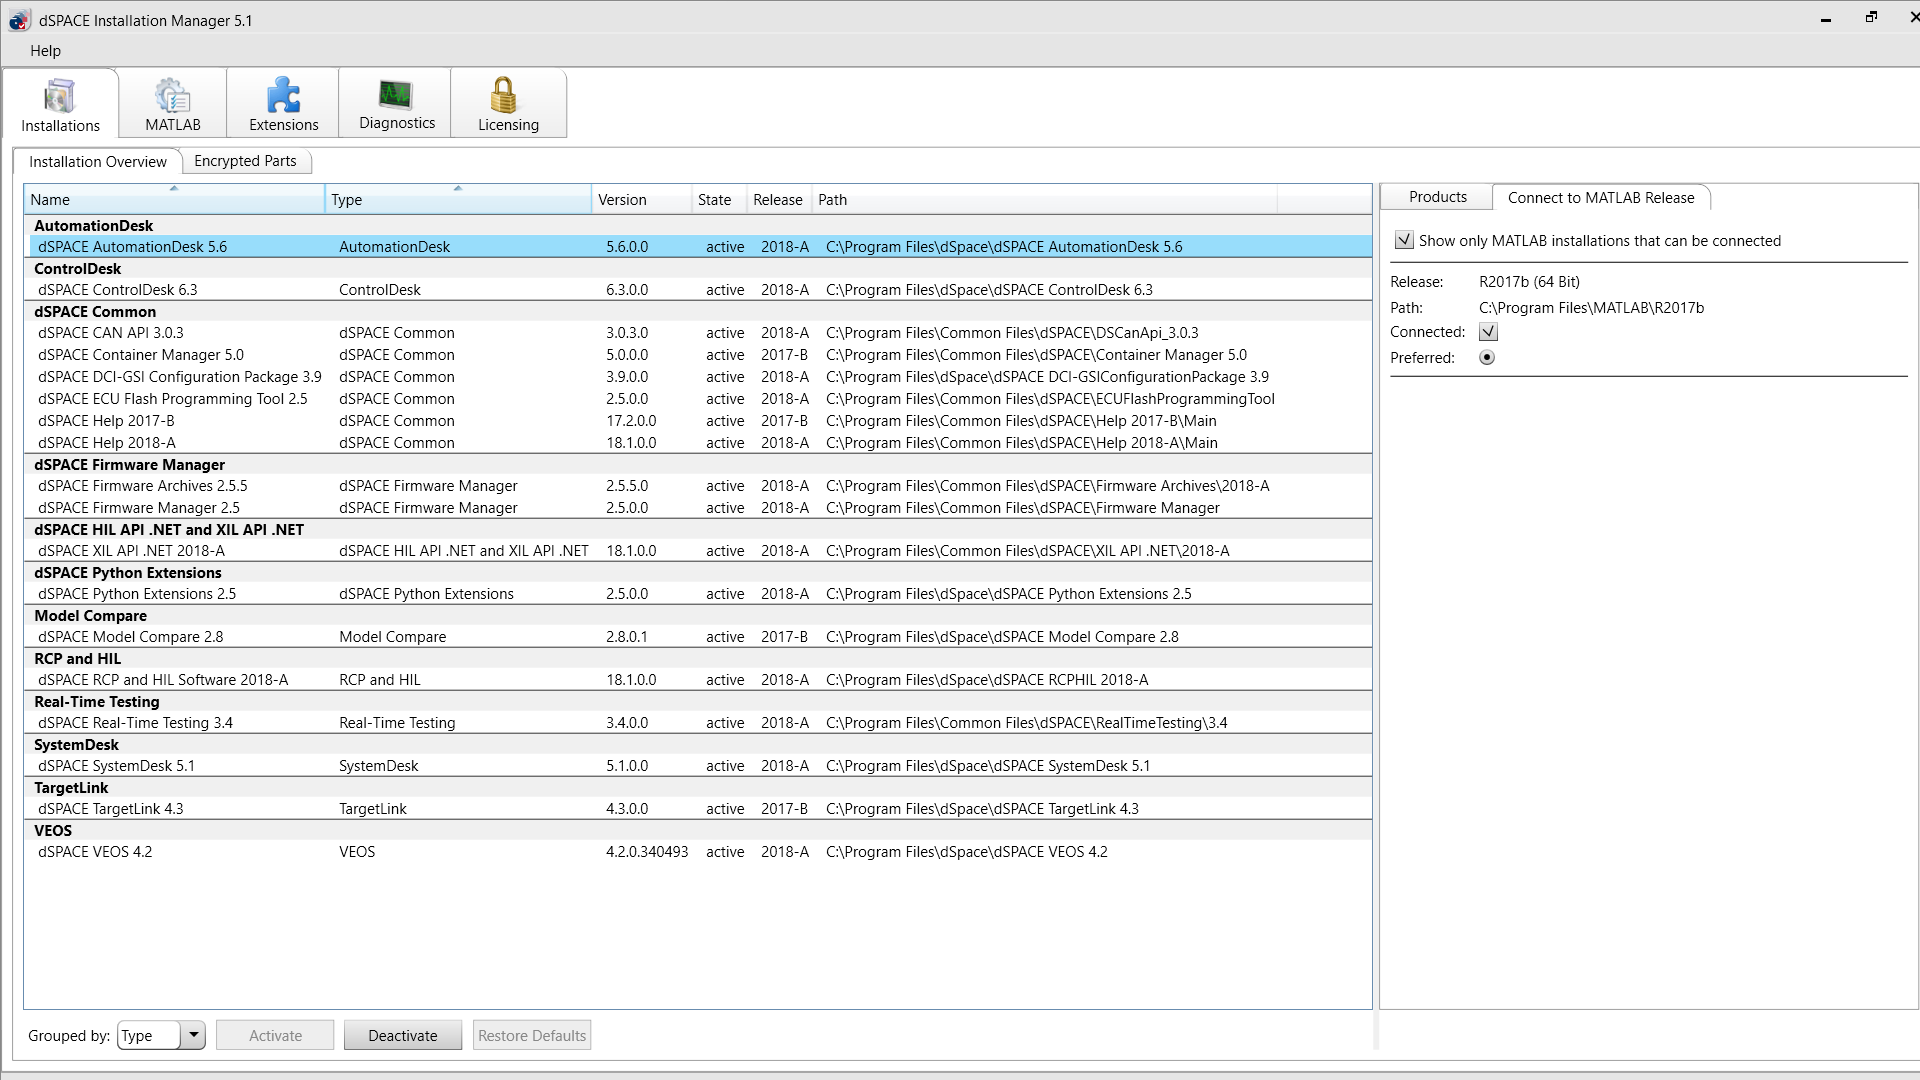 dSPACE Installation Manager 5.1
Help
Installations MATLAB Extensions Diagnostics Licensing
Installation Overview Encrypted Parts
Name Type Version State Release Path
AutomationDesk
dSPACE AutomationDesk 5.6 AutomationDesk 5.6.0.0 active 2018-A C:\Program Files\dSpace\dSPACE AutomationDesk 5.6
ControlDesk
dSPACE ControlDesk 6.3 ControlDesk 6.3.0.0 active 2018-A C:\Program Files\dSpace\dSPACE ControlDesk 6.3
dSPACE Common
dSPACE CAN API 3.0.3 dSPACE Common 3.0.3.0 active 2018-A C:\Program Files\Common Files\dSPACE\DSCanApi_3.0.3
dSPACE Container Manager 5.0 dSPACE Common 5.0.0.0 active 2017-B C:\Program Files\Common Files\dSPACE\Container Manager 5.0
dSPACE DCI-GSI Configuration Package 3.9 dSPACE Common 3.9.0.0 active 2018-A C:\Program Files\dSpace\dSPACE DCI-GSIConfigurationPackage 3.9
dSPACE ECU Flash Programming Tool 2.5 dSPACE Common 2.5.0.0 active 2018-A C:\Program Files\Common Files\dSPACE\ECUFlashProgrammingTool
dSPACE Help 2017-B dSPACE Common 17.2.0.0 active 2017-B C:\Program Files\Common Files\dSPACE\Help 2017-B\Main
dSPACE Help 2018-A dSPACE Common 18.1.0.0 active 2018-A C:\Program Files\Common Files\dSPACE\Help 2018-A\Main
dSPACE Firmware Manager
dSPACE Firmware Archives 2.5.5 dSPACE Firmware Manager 2.5.5.0 active 2018-A C:\Program Files\Common Files\dSPACE\Firmware Archives\2018-A
dSPACE Firmware Manager 2.5 dSPACE Firmware Manager 2.5.0.0 active 2018-A C:\Program Files\Common Files\dSPACE\Firmware Manager
dSPACE HIL API .NET and XIL API .NET
dSPACE XIL API .NET 2018-A dSPACE HIL API .NET and XIL API .NET 18.1.0.0 active 2018-A C:\Program Files\Common Files\dSPACE\XIL API .NET\2018-A
dSPACE Python Extensions
dSPACE Python Extensions 2.5 dSPACE Python Extensions 2.5.0.0 active 2018-A C:\Program Files\dSpace\dSPACE Python Extensions 2.5
Model Compare
dSPACE Model Compare 2.8 Model Compare 2.8.0.1 active 2017-B C:\Program Files\dSpace\dSPACE Model Compare 2.8
RCP and HIL
dSPACE RCP and HIL Software 2018-A RCP and HIL 18.1.0.0 active 2018-A C:\Program Files\dSpace\dSPACE RCPHIL 2018-A
Real-Time Testing
dSPACE Real-Time Testing 3.4 Real-Time Testing 3.4.0.0 active 2018-A C:\Program Files\Common Files\dSPACE\RealTimeTesting\3.4
SystemDesk
dSPACE SystemDesk 5.1 SystemDesk 5.1.0.0 active 2018-A C:\Program Files\dSpace\dSPACE SystemDesk 5.1
TargetLink
dSPACE TargetLink 4.3 TargetLink 4.3.0.0 active 2017-B C:\Program Files\dSpace\dSPACE TargetLink 4.3
VEOS
dSPACE VEOS 4.2 VEOS 4.2.0.340493 active 2018-A C:\Program Files\dSpace\dSPACE VEOS 4.2
Grouped by: Type Activate Deactivate Restore Defaults
Products Connect to MATLAB Release
Show only MATLAB installations that can be connected
Release: R2017b (64 Bit)
Path: C:\Program Files\MATLAB\R2017b
Connected:
Preferred: